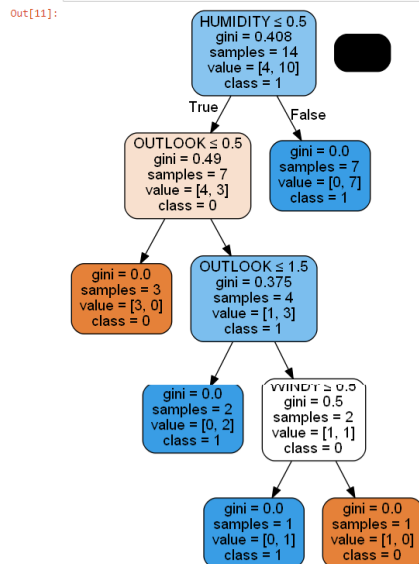 Out[11]:
HUMIDITY ≤ 0.5
gini = 0.408
samples = 14
value = [4, 10]
class = 1
True
False
OUTLOOK ≤ 0.5
gini = 0.49
samples = 7
value = [4, 3]
class = 0
gini = 0.0
samples = 7
value = [0, 7]
class = 1
gini = 0.0
samples = 3
value = [3, 0]
class = 0
OUTLOOK ≤ 1.5
gini = 0.375
samples = 4
value = [1, 3]
class = 1
gini = 0.0
samples = 2
value = [0, 2]
class = 1
WINDY ≤ 0.5
gini = 0.5
samples = 2
value = [1, 1]
class = 0
gini = 0.0
samples = 1
value = [0, 1]
class = 1
gini = 0.0
samples = 1
value = [1, 0]
class = 0